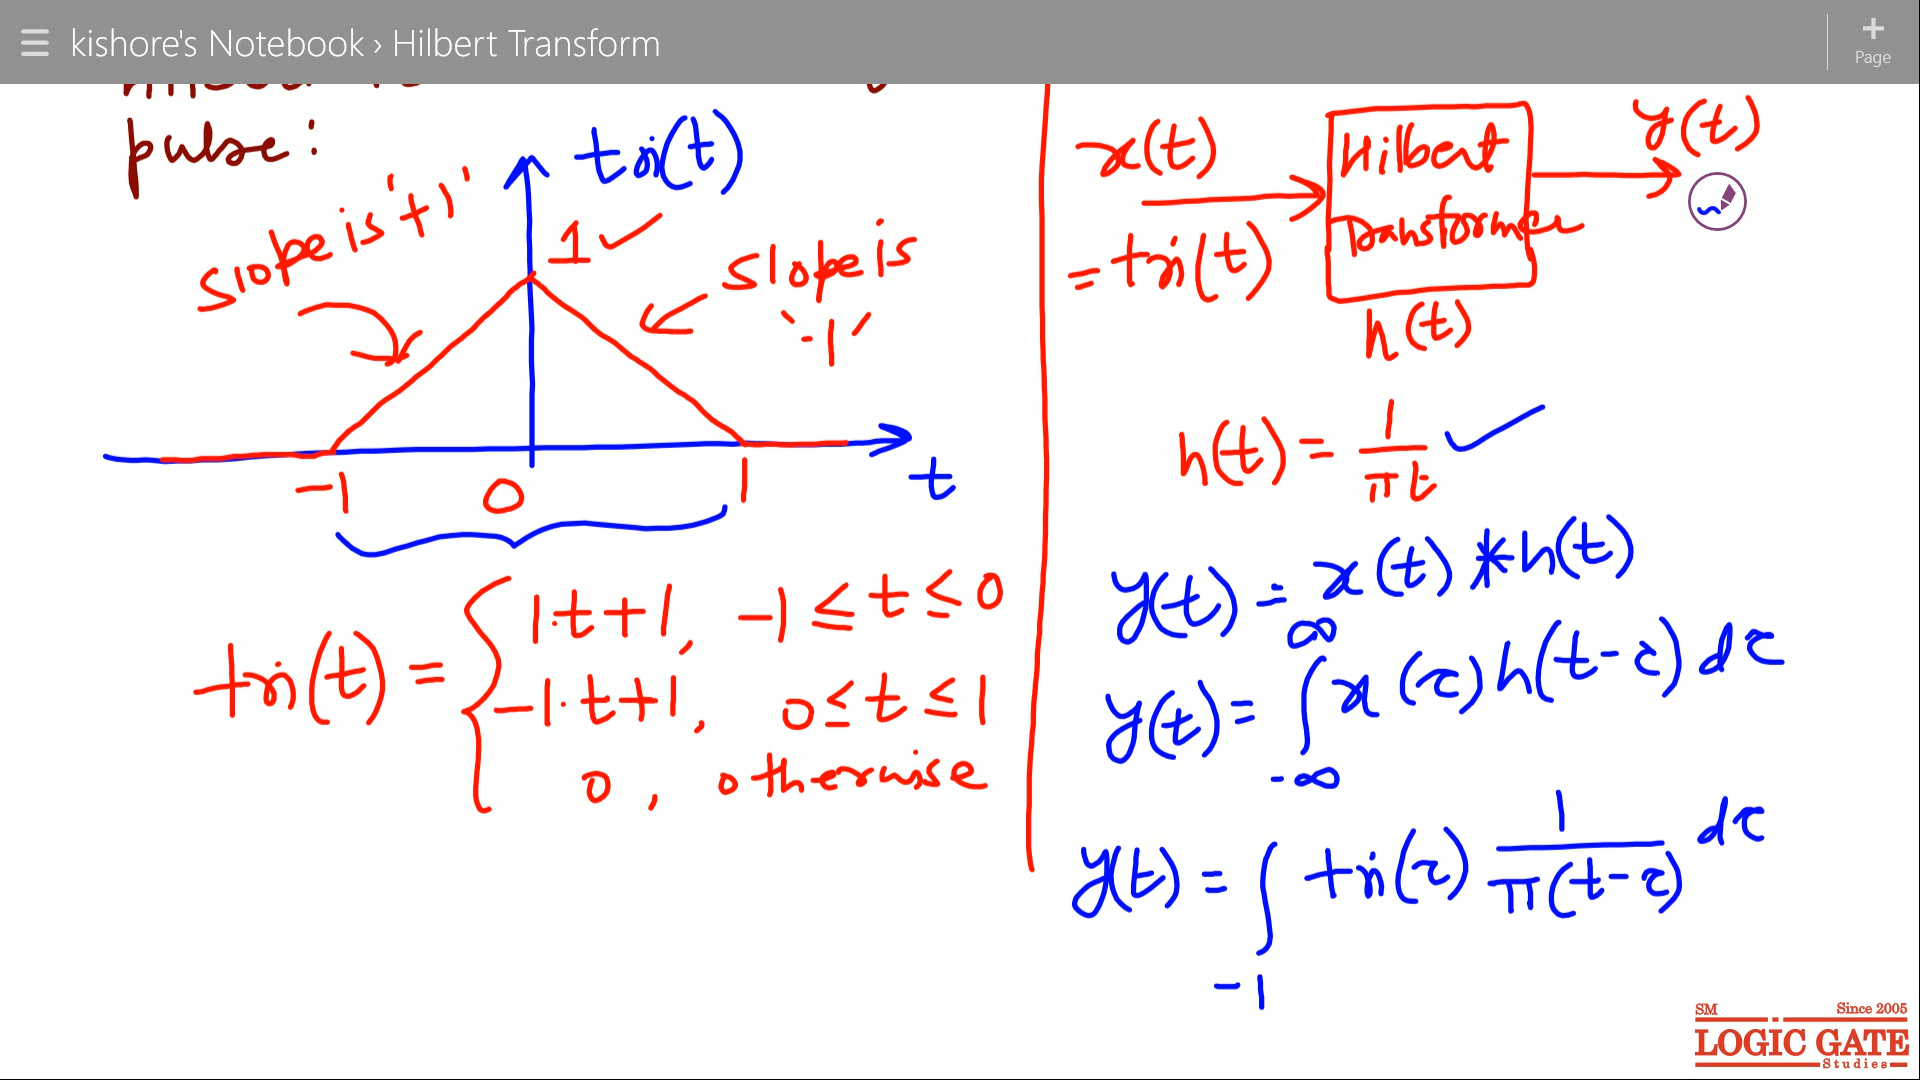 kishore's Notebook › Hilbert Transform
Page
pulse:
tri(t)
slope is '+1'
1
slope is
'-1'
-1
0
1
t
tri(t) = { 1·t+1, -1 ≤ t ≤ 0
-1·t+1, 0 ≤ t ≤ 1
0, otherwise
x(t)
= tri(t)
Hilbert
Transformer
y(t)
h(t)
h(t) = 1/πt
y(t) = x(t) * h(t)
y(t) = ∫_{-∞}^{∞} x(τ) h(t-τ) dτ
y(t) = ∫_{-1} tri(τ) 1/π(t-τ) dτ
SM
Since 2005
LOGIC GATE
Studies